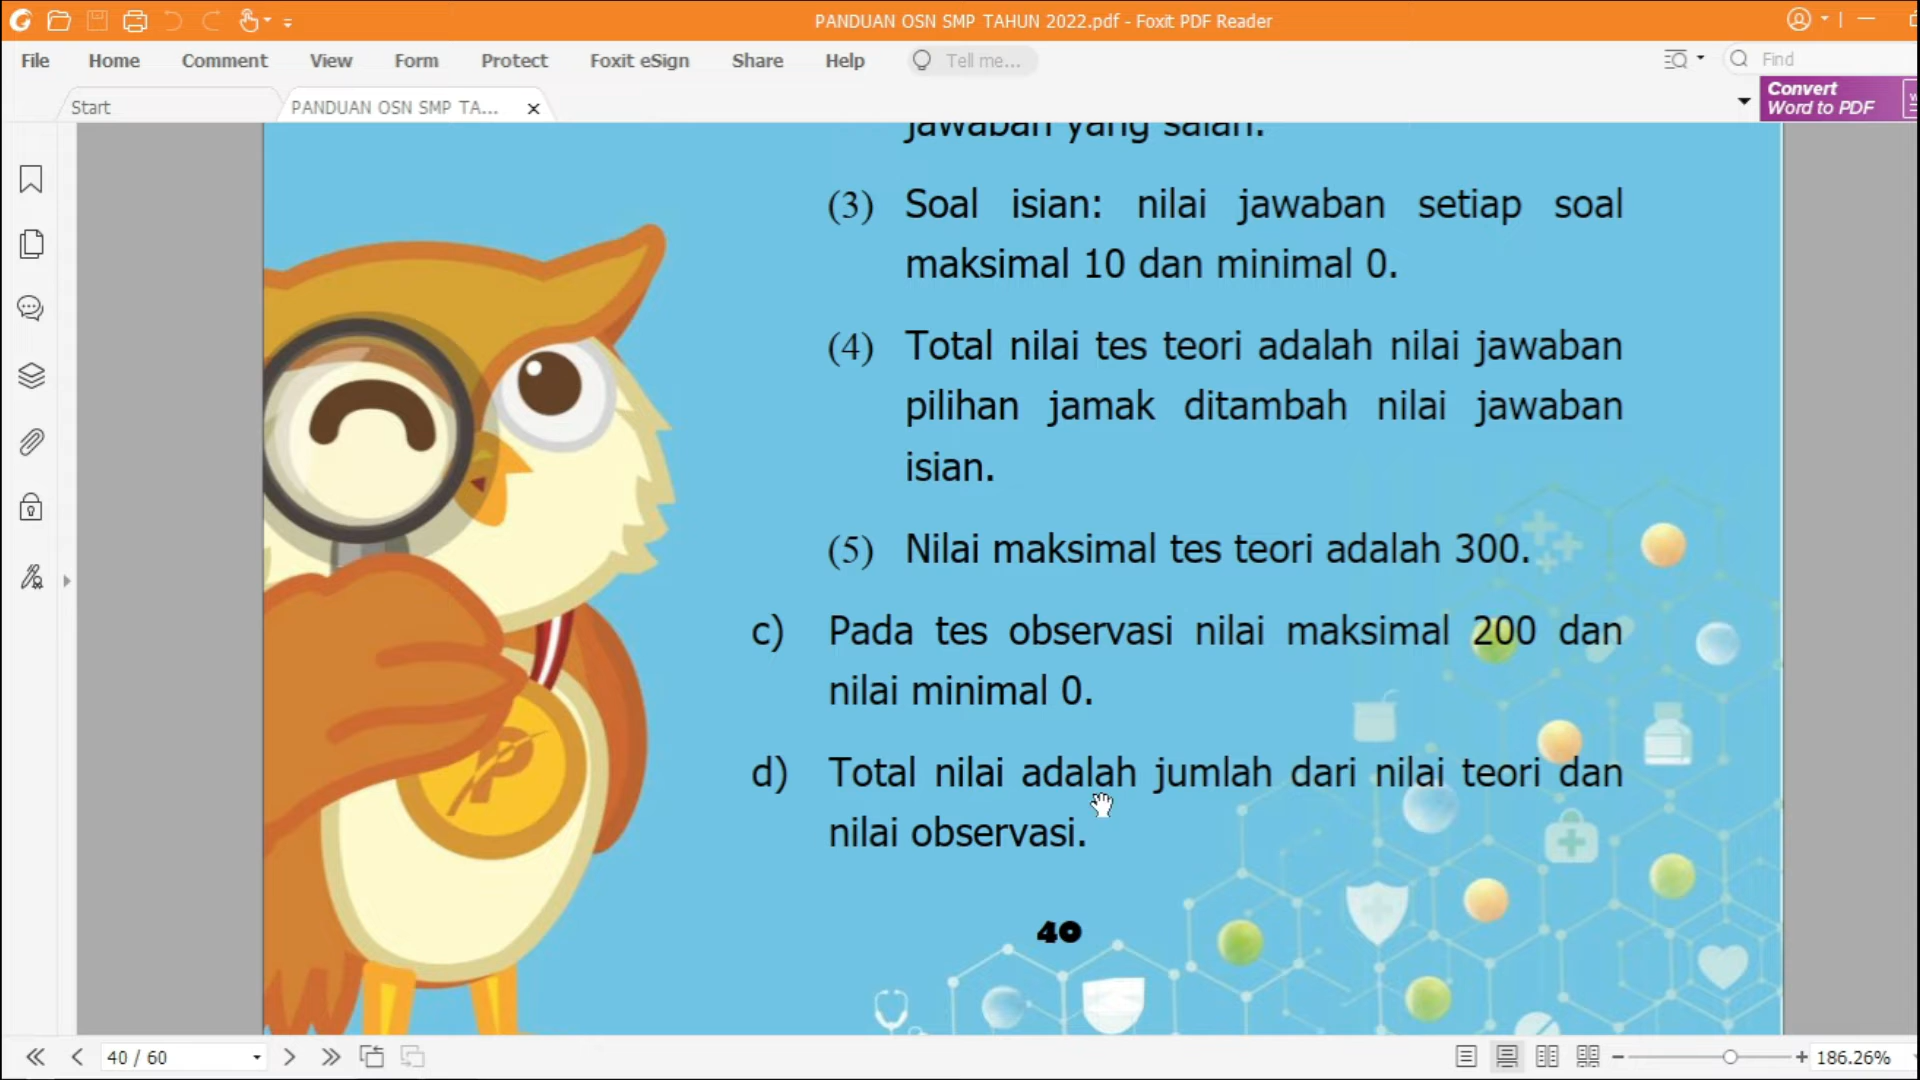 PANDUAN OSN SMP TAHUN 2022.pdf - Foxit PDF Reader
File Home Comment View Form Protect Foxit eSign Share Help Tell me... Find
Start PANDUAN OSN SMP TA...
Convert
Word to PDF
jawaban yang salah.
(3) Soal isian: nilai jawaban setiap soal
maksimal 10 dan minimal 0.
(4) Total nilai tes teori adalah nilai jawaban
pilihan jamak ditambah nilai jawaban
isian.
(5) Nilai maksimal tes teori adalah 300.
c) Pada tes observasi nilai maksimal 200 dan
nilai minimal 0.
d) Total nilai adalah jumlah dari nilai teori dan
nilai observasi.
40
40 / 60
186.26%